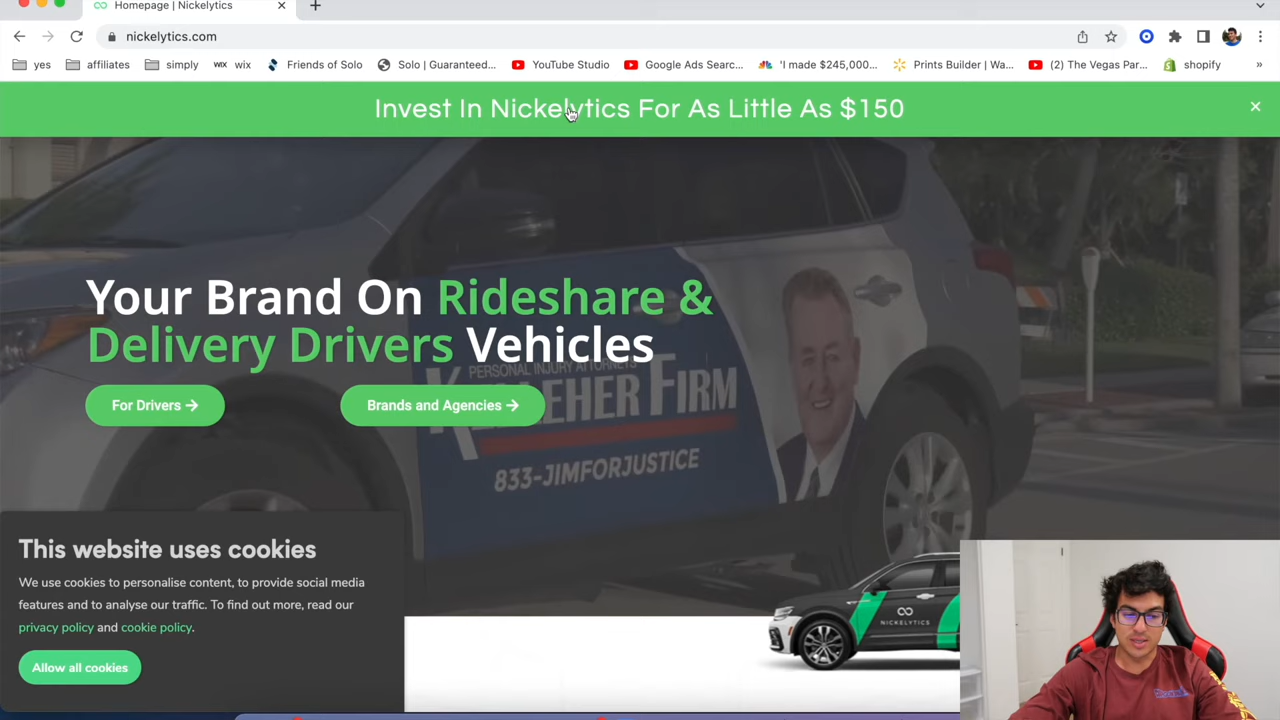 Homepage | Nickelytics
nickelytics.com
yes
affiliates
simply
wix
Friends of Solo
Solo | Guaranteed...
YouTube Studio
Google Ads Searc...
'I made $245,000...
Prints Builder | Wa...
(2) The Vegas Par...
shopify
Invest In Nickelytics For As Little As $150
Your Brand On Rideshare &
Delivery Drivers Vehicles
For Drivers →
Brands and Agencies →
PERSONAL INJURY ATTORNEYS
FIRM
833-JIMFORJUSTICE
This website uses cookies
We use cookies to personalise content, to provide social media
features and to analyse our traffic. To find out more, read our
privacy policy and cookie policy.
Allow all cookies
NICKELYTICS